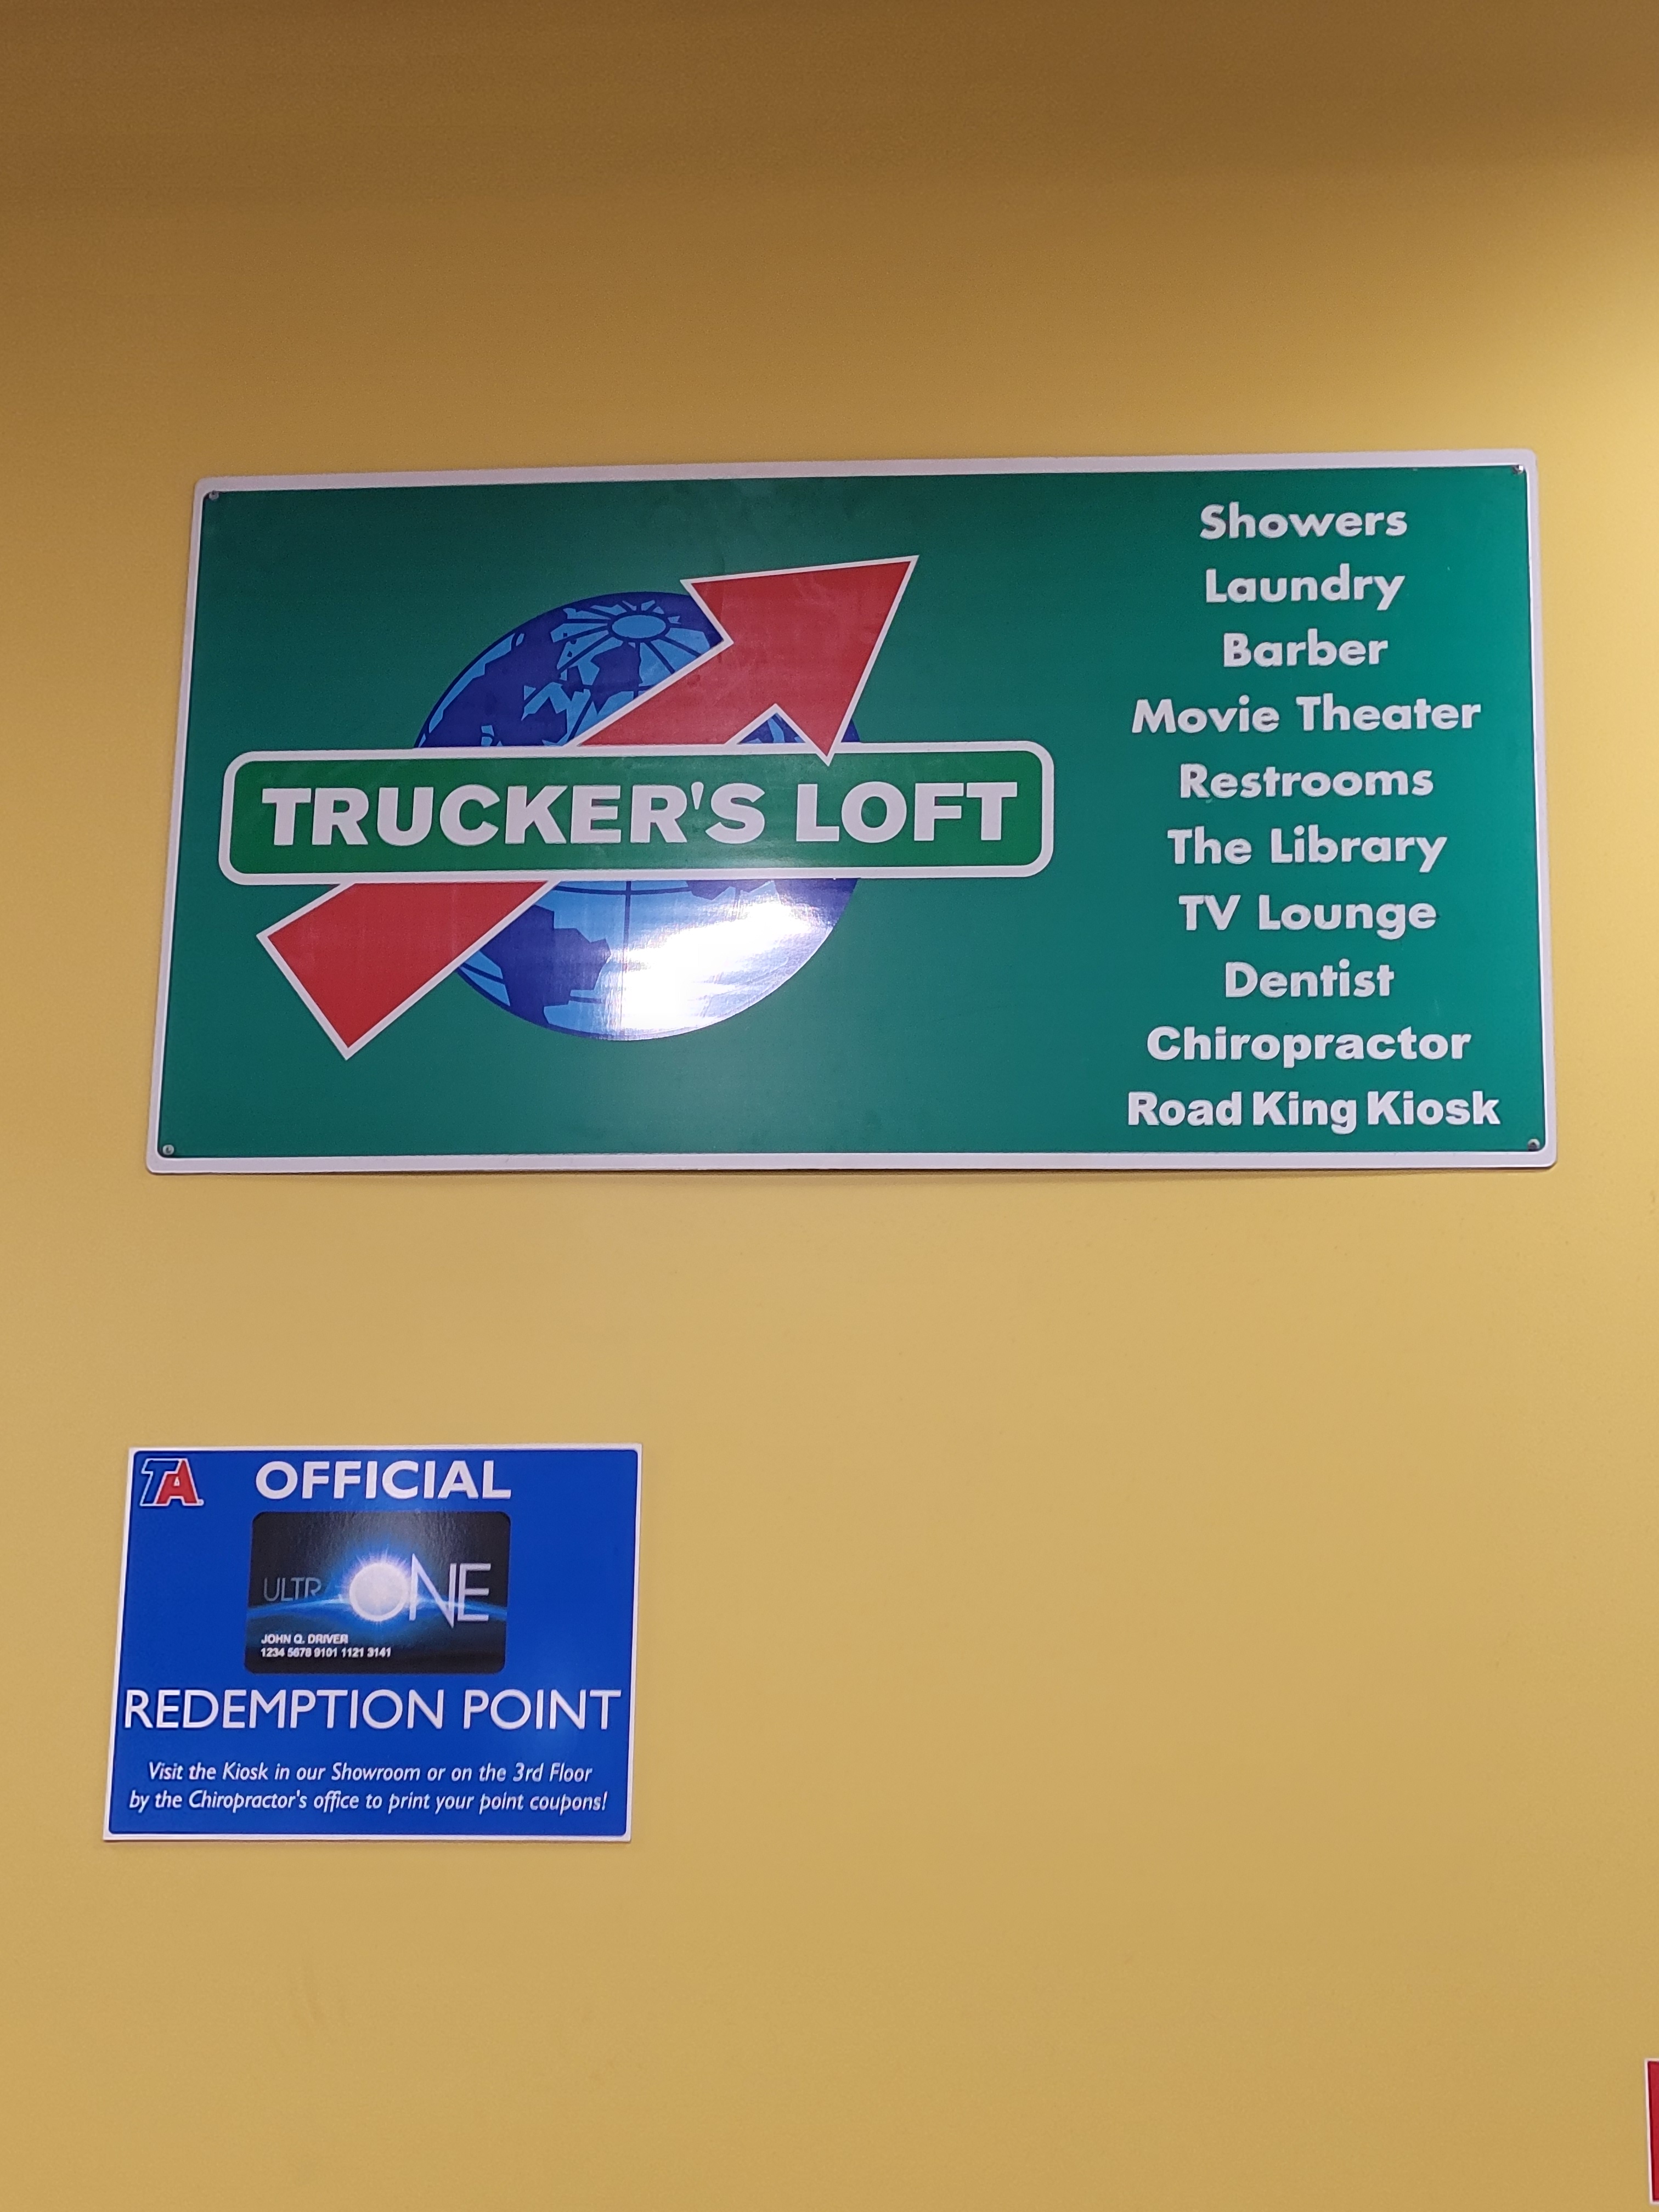 TRUCKER'S LOFT
Showers
Laundry
Barber
Movie Theater
Restrooms
The Library
TV Lounge
Dentist
Chiropractor
Road King Kiosk
TA
OFFICIAL
ULTR ONE
JOHN Q. DRIVER
1234 5678 9101 1121 3141
REDEMPTION POINT
Visit the Kiosk in our Showroom or on the 3rd Floor
by the Chiropractor's office to print your point coupons!